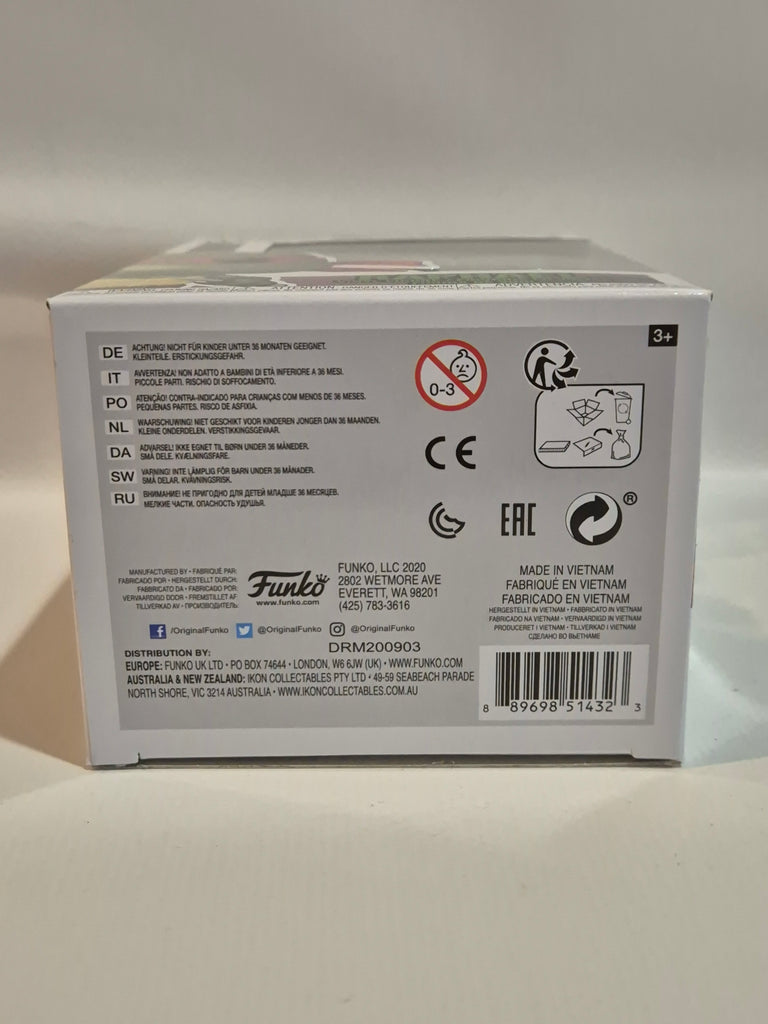 ATTENTION:
3+
DE ACHTUNG! NICHT FÜR KINDER UNTER 36 MONATEN GEEIGNET.
KLEINTEILE. ERSTICKUNGSGEFAHR.
IT AVVERTENZA! NON ADATTO A BAMBINI DI ETÀ INFERIORE A 36 MESI.
PICCOLE PARTI. RISCHIO DI SOFFOCAMENTO.
PO ATENÇÃO! CONTRA-INDICADO PARA CRIANÇAS COM MENOS DE 36 MESES.
PEQUENAS PARTES. RISCO DE ASFIXIA.
NL WAARSCHUWING! NIET GESCHIKT VOOR KINDEREN JONGER DAN 36 MAANDEN.
KLEINE ONDERDELEN. VERSTIKKINGSGEVAAR.
DA ADVARSEL! IKKE EGNET TIL BØRN UNDER 36 MÅNEDER.
SMÅ DELE. KVÆLNINGSFARE.
SW VARNING! INTE LÄMPLIG FÖR BARN UNDER 36 MÅNADER.
SMÅ DELAR. KVÄVNINGSRISK.
RU ВНИМАНИЕ! НЕ ПРИГОДНО ДЛЯ ДЕТЕЙ МЛАДШЕ 36 МЕСЯЦЕВ.
МЕЛКИЕ ЧАСТИ. ОПАСНОСТЬ УДУШЬЯ.
0-3
CE
EAC
®
MANUFACTURED BY • FABRIQUÉ PAR:
FABRICADO POR • HERGESTELLT DURCH:
FABBRICATO DA • FABRICADO POR:
VERVAARDIGD DOOR • FREMSTILLET AF:
TILLVERKAD AV • ПРОИЗВОДИТЕЛЬ:
Funko
www.funko.com
FUNKO, LLC 2020
2802 WETMORE AVE
EVERETT, WA 98201
(425) 783-3616
/OriginalFunko @OriginalFunko @OriginalFunko
DRM200903
DISTRIBUTION BY:
EUROPE: FUNKO UK LTD • PO BOX 74644 • LONDON, W6 6JW (UK) • WWW.FUNKO.COM
AUSTRALIA & NEW ZEALAND: IKON COLLECTABLES PTY LTD • 49-59 SEABEACH PARADE
NORTH SHORE, VIC 3214 AUSTRALIA • WWW.IKONCOLLECTABLES.COM.AU
MADE IN VIETNAM
FABRIQUÉ EN VIETNAM
FABRICADO EN VIETNAM
HERGESTELLT IN VIETNAM • FABBRICATO IN VIETNAM
FABRICADO NA VIETNAM • VERVAARDIGD IN VIETNAM
PRODUCERET I VIETNAM • TILLVERKAD I VIETNAM
СДЕЛАНО ВО ВЬЕТНАМЕ
8 89698 51432 3